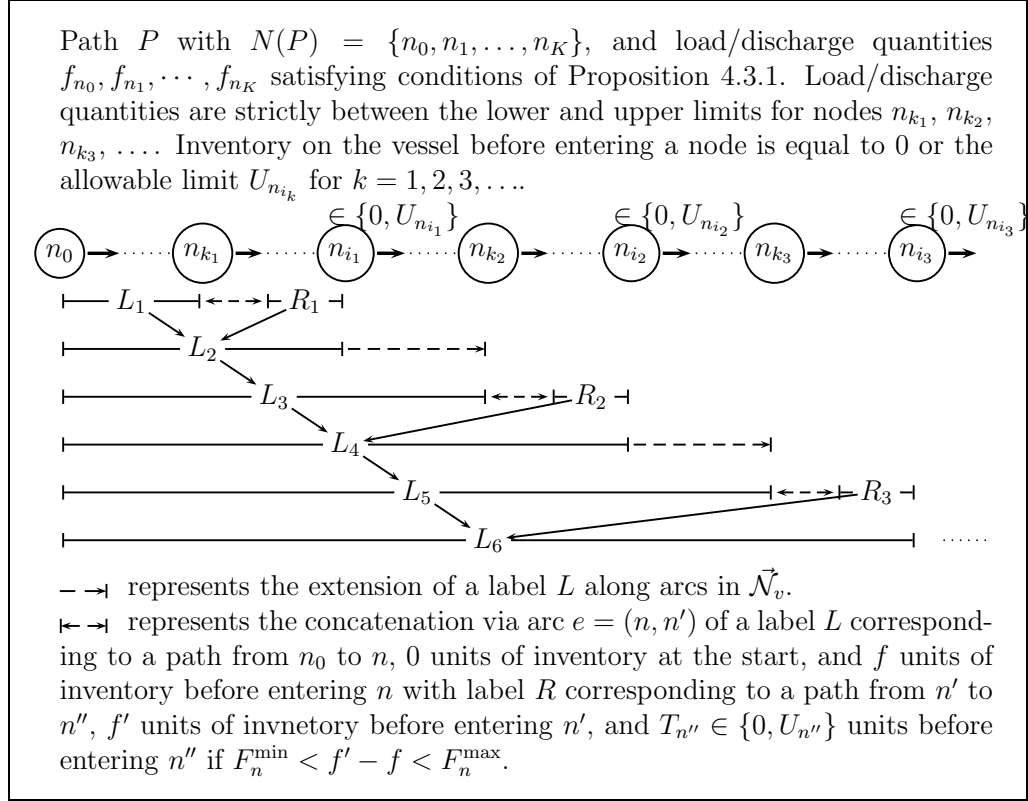 Path P with N(P) = {n_0, n_1, . . . , n_K}, and load/discharge quantities
f_{n_0}, f_{n_1}, ⋯ , f_{n_K} satisfying conditions of Proposition 4.3.1. Load/discharge
quantities are strictly between the lower and upper limits for nodes n_{k_1}, n_{k_2},
n_{k_3}, . . . . Inventory on the vessel before entering a node is equal to 0 or the
allowable limit U_{n_{i_k}} for k = 1, 2, 3, . . ..
∈ {0, U_{n_{i_1}}} ∈ {0, U_{n_{i_2}}} ∈ {0, U_{n_{i_3}}}
n_0 n_{k_1} n_{i_1} n_{k_2} n_{i_2} n_{k_3} n_{i_3}
L_1 R_1
L_2
L_3 R_2
L_4
L_5 R_3
L_6 ......
represents the extension of a label L along arcs in \vec{𝒩}_v.
represents the concatenation via arc e = (n, n′) of a label L correspond-
ing to a path from n_0 to n, 0 units of inventory at the start, and f units of
inventory before entering n with label R corresponding to a path from n′ to
n″, f′ units of invnetory before entering n′, and T_{n″} ∈ {0, U_{n″}} units before
entering n″ if F_n^{min} < f′ − f < F_n^{max}.